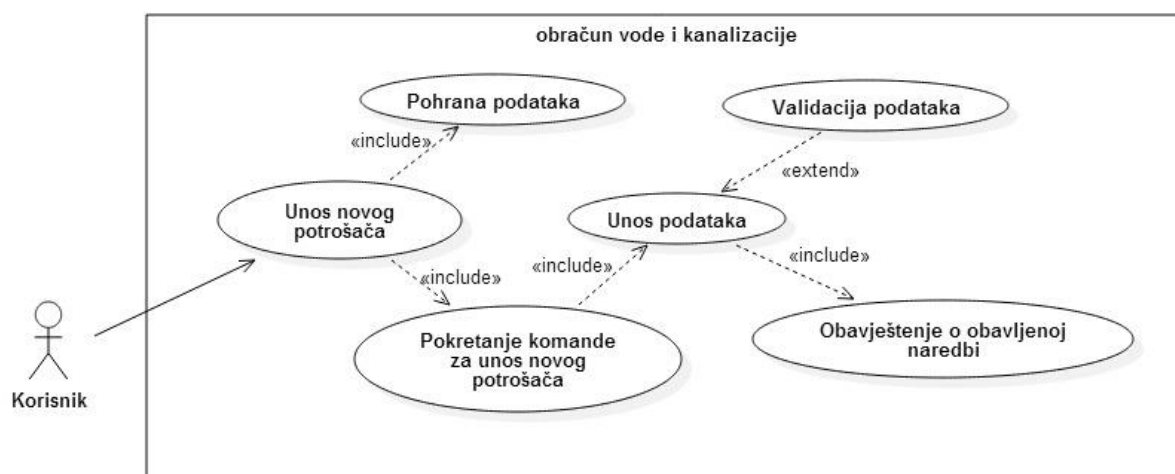 obračun vode i kanalizacije
Pohrana podataka
Validacija podataka
«include»
«extend»
Unos novog
potrošača
Unos podataka
«include»
«include»
«include»
Pokretanje komande
za unos novog
potrošača
Obavještenje o obavljenoj
naredbi
Korisnik